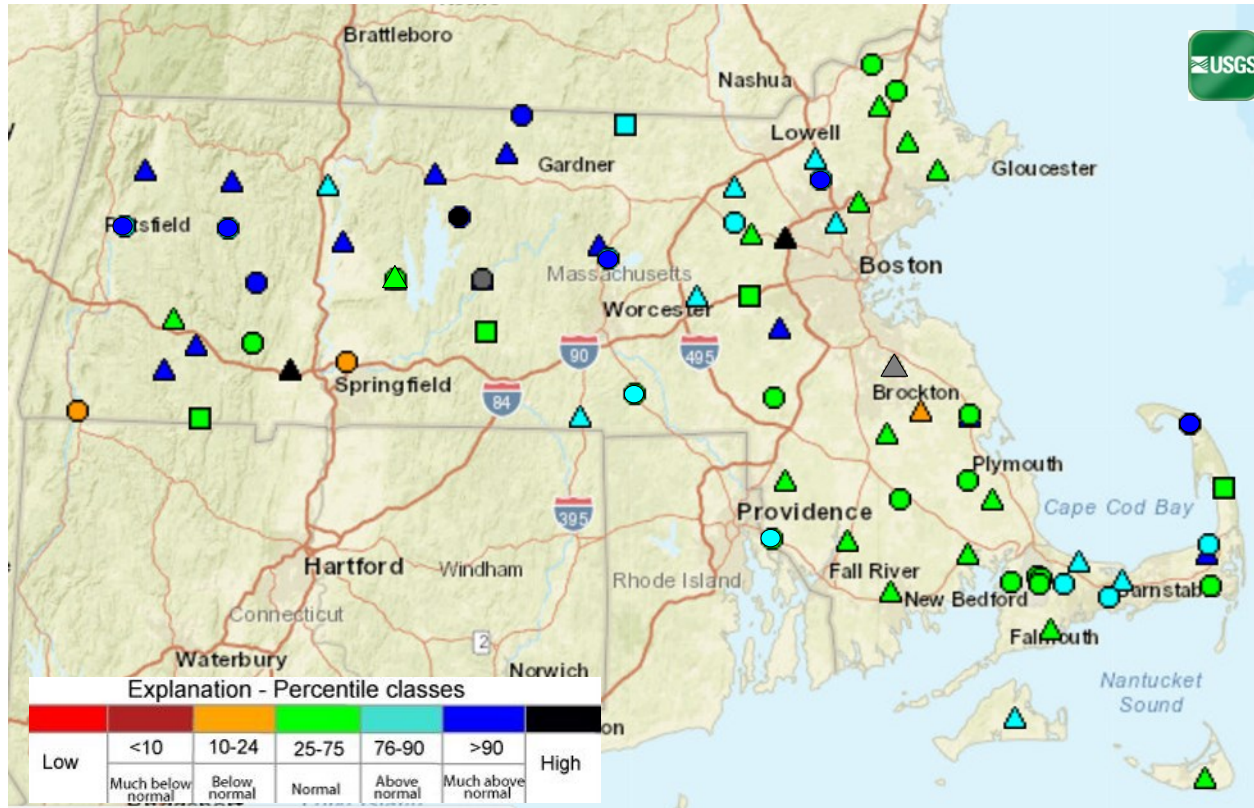 Brattleboro
USGS
Nashua
Lowell
Gardner
Gloucester
Pittsfield
Boston
Massachusetts
Worcester
90
495
Springfield
84
Brockton
Plymouth
Cape Cod Bay
395
Providence
Hartford
Windham
Rhode Island
Fall River
New Bedford
Barnstab
Connecticut
2
Falmouth
Waterbury
Norwich
Nantucket
Sound
Explanation - Percentile classes
on
Low
<10
10-24
25-75
76-90
>90
High
Much below
normal
Below
normal
Normal
Above
normal
Much above
normal